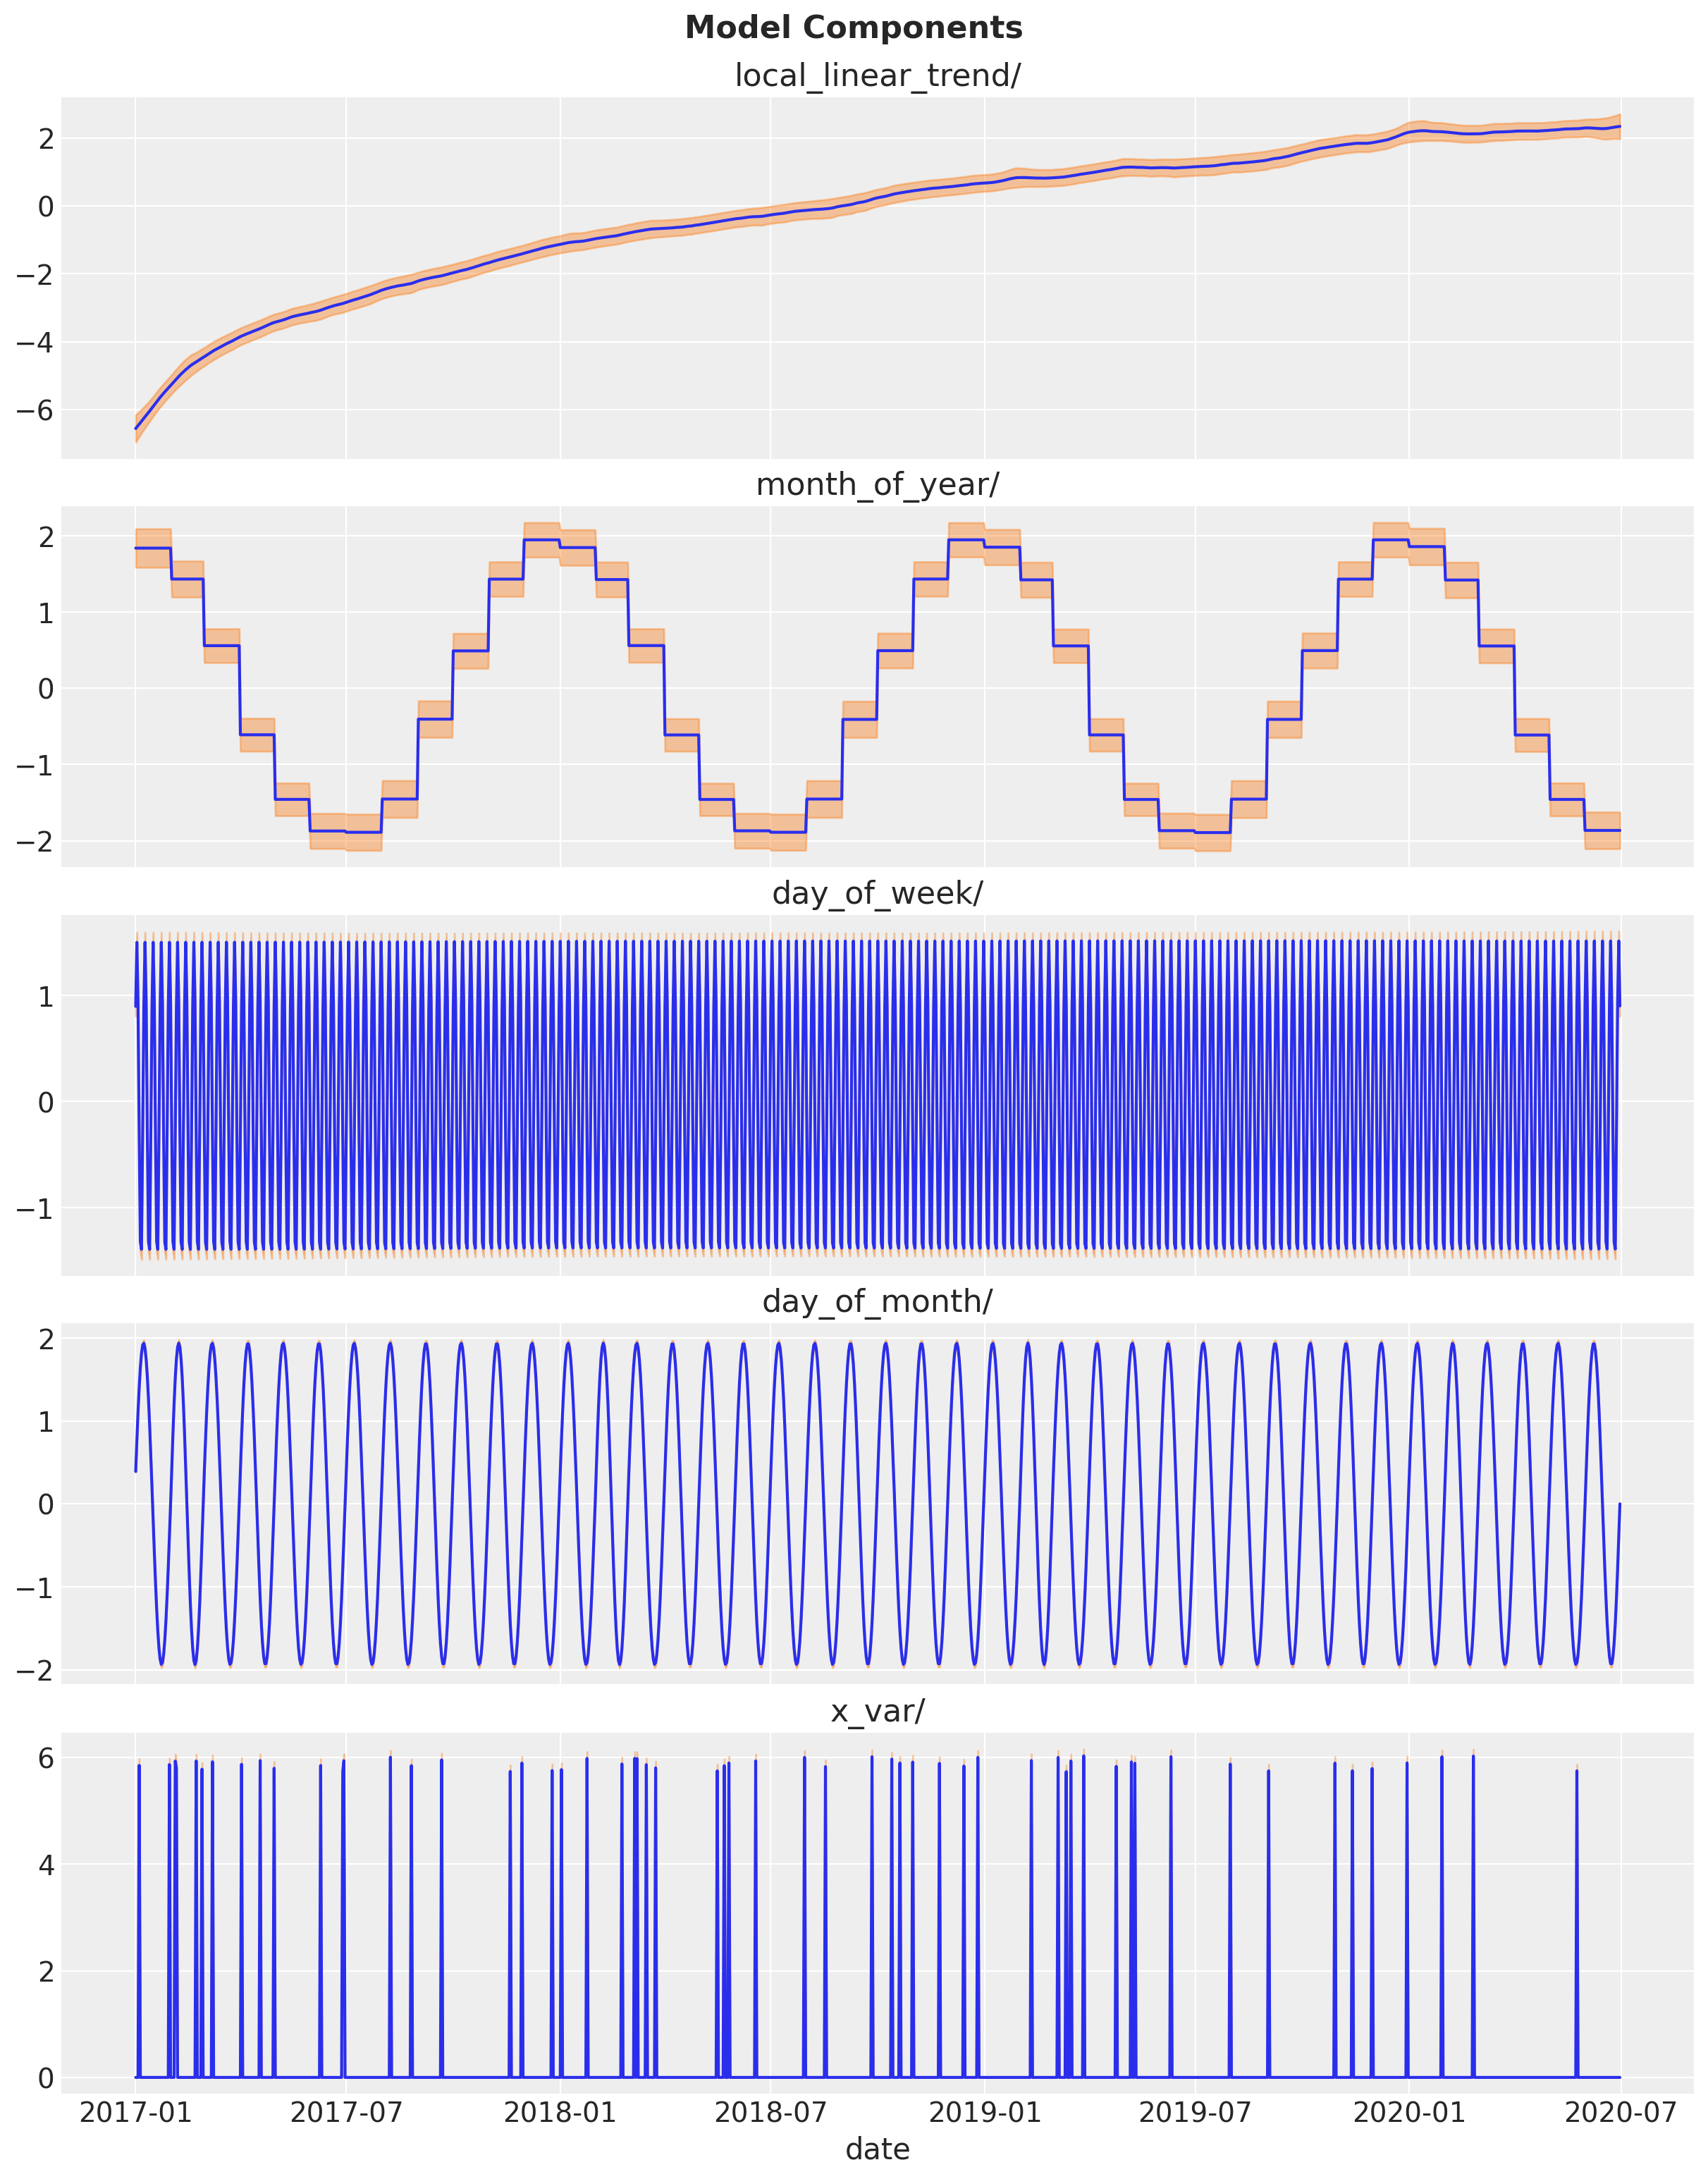 Model Components
local_linear_trend/
2
0
−2
−4
−6
month_of_year/
2
1
0
−1
−2
day_of_week/
1
0
−1
day_of_month/
2
1
0
−1
−2
x_var/
6
4
2
0
2017-01 2017-07 2018-01 2018-07 2019-01 2019-07 2020-01 2020-07
date